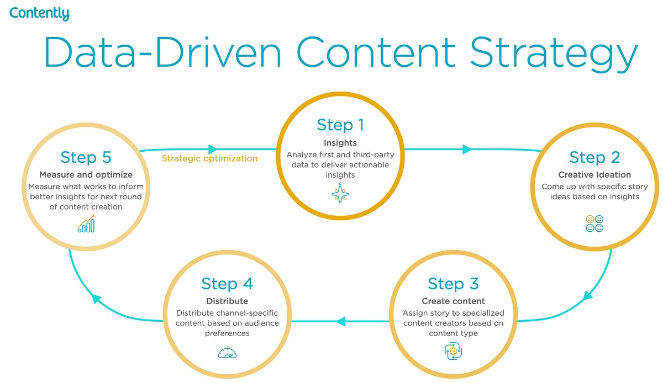 Contently
Data-Driven Content Strategy
Step 1
Insights
Analyze first and third-party
data to deliver actionable
insights
Step 2
Creative Ideation
Come up with specific story
ideas based on insights
Step 3
Create content
Assign story to specialized
content creators based on
content type
Step 4
Distribute
Distribute channel-specific
content based on audience
preferences
Step 5
Measure and optimize
Measure what works to inform
better insights for next round
of content creation
Strategic optimization